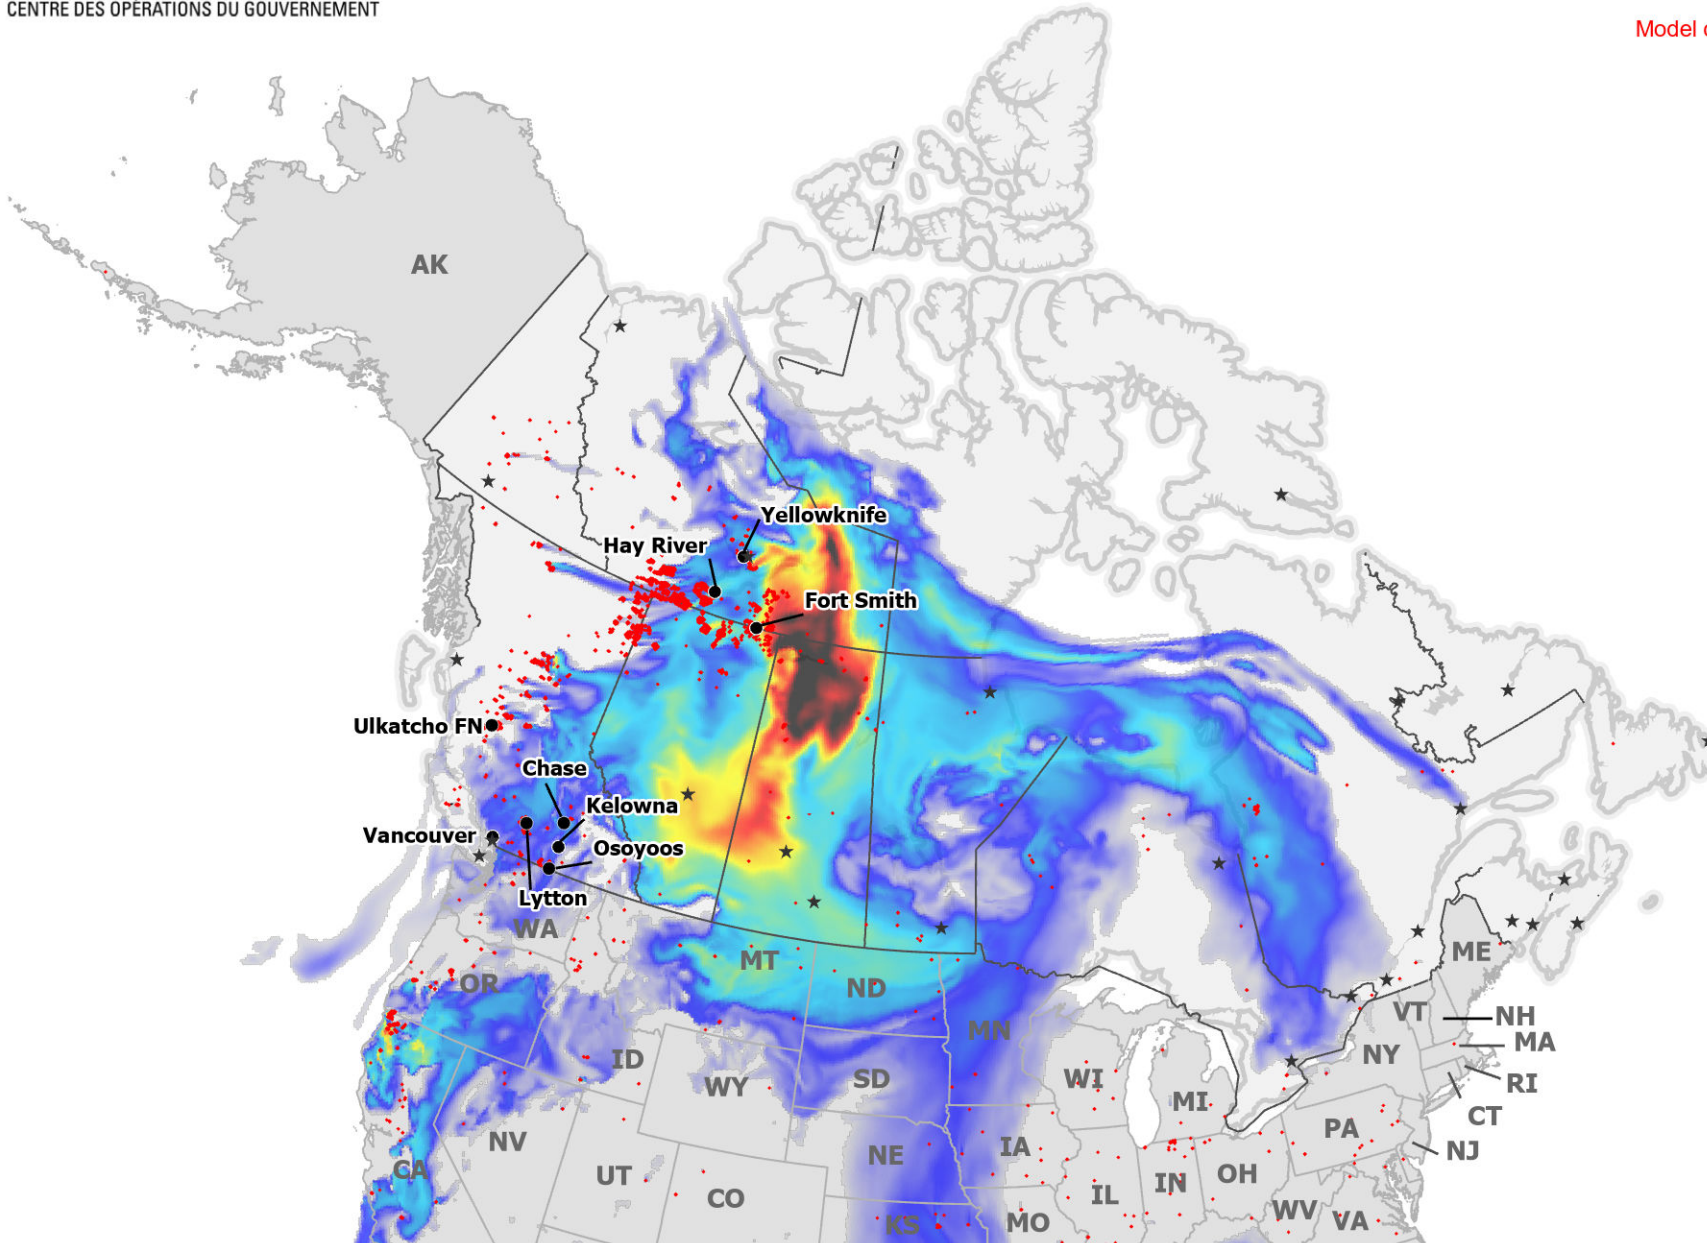 CENTRE DES OPÉRATIONS DU GOUVERNEMENT
Model
AK
Yellowknife
Hay River
Fort Smith
Ulkatcho FN
Chase
Kelowna
Vancouver
Osoyoos
Lytton
WA
MT
ME
OR
ND
VT
NH
MN
MA
NY
ID
WY
SD
WI
RI
MI
CT
NV
IA
PA
NJ
NE
CA
UT
CO
IL
IN
OH
WV
VA
KS
MO